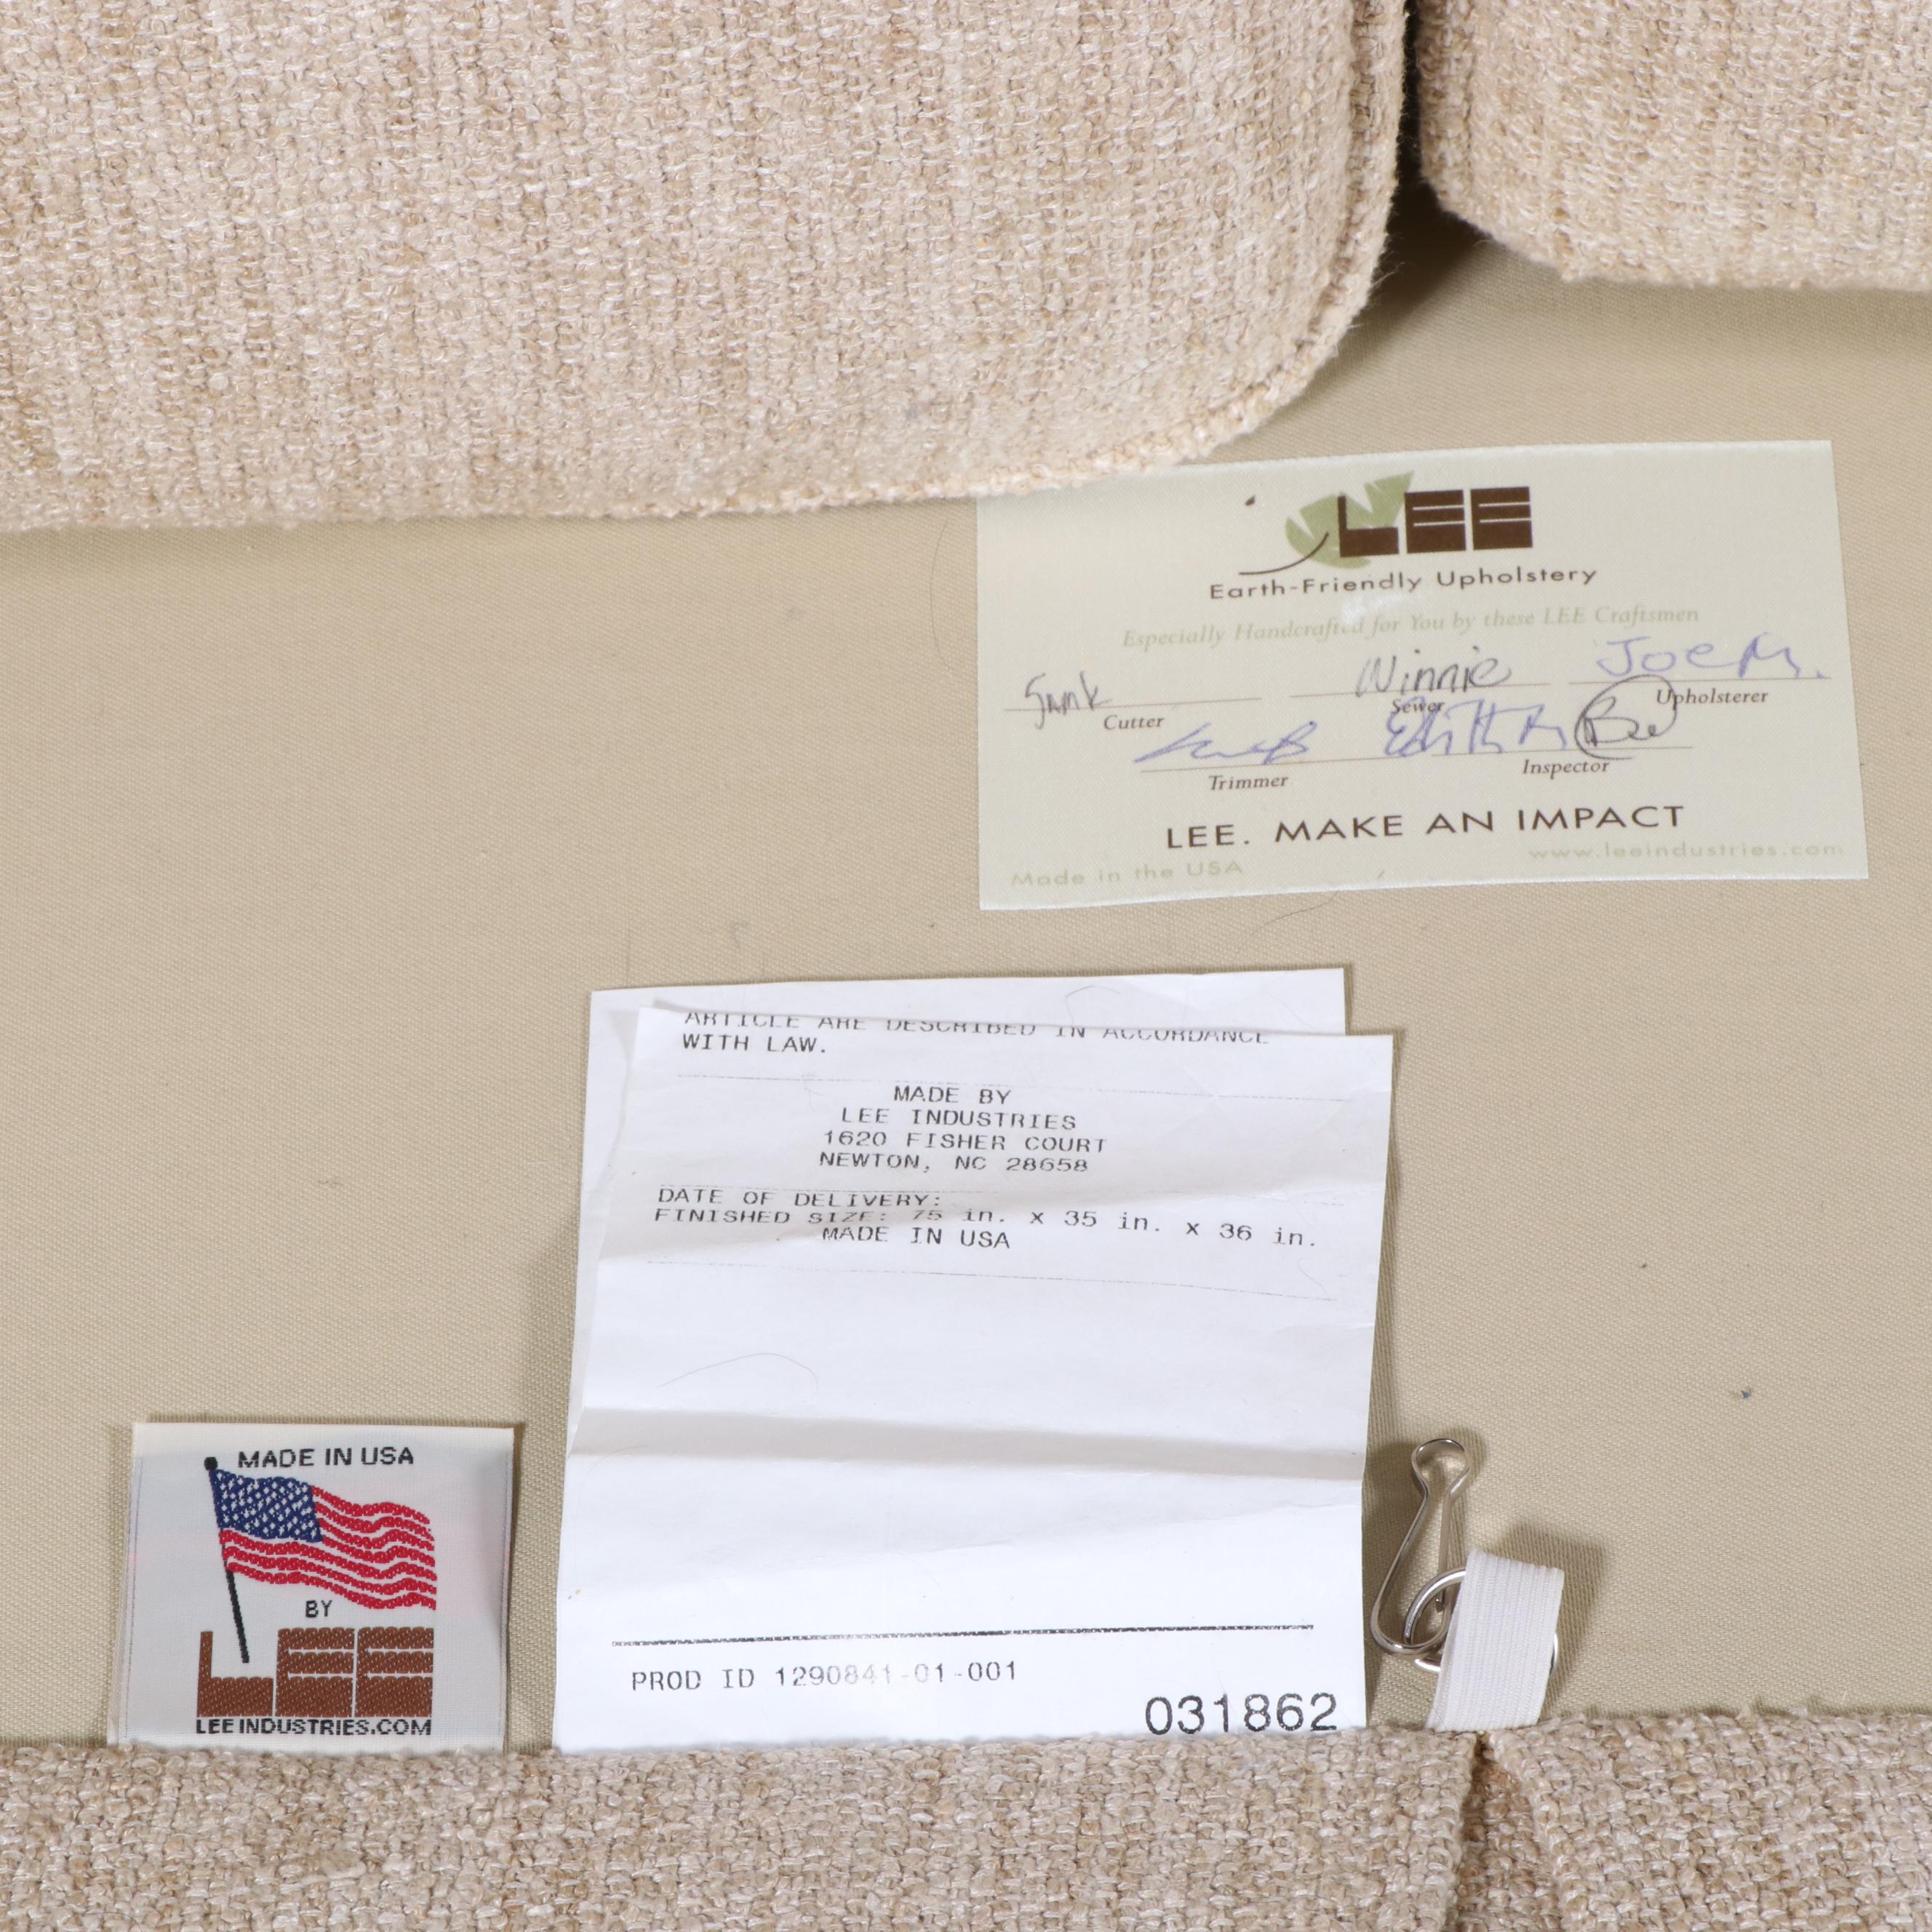 LEE
Earth-Friendly Upholstery
Especially Handcrafted for You by these LEE Craftsmen
Winnie Joe M.
Cutter Sewer Upholsterer
Edith M
Trimmer Inspector
LEE. MAKE AN IMPACT
Made in the USA www.leeindustries.com
ARTICLE ARE DESCRIBED IN ACCORDANCE
WITH LAW.
MADE BY
LEE INDUSTRIES
1620 FISHER COURT
NEWTON, NC 28658
DATE OF DELIVERY:
FINISHED SIZE: 75 in. x 35 in. x 36 in.
MADE IN USA
PROD ID 1290841-01-001
031862
MADE IN USA
BY
LEE
LEEINDUSTRIES.COM